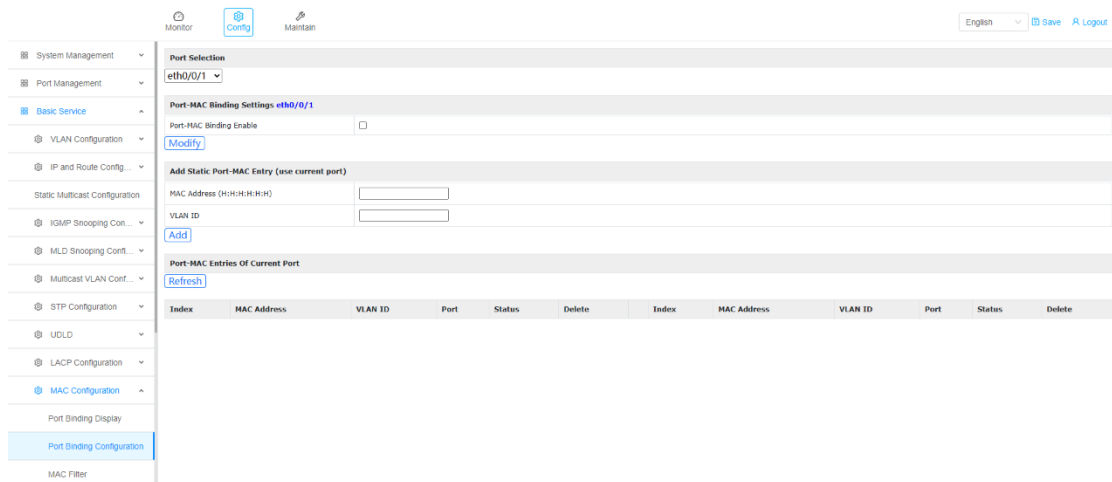 Monitor
Config
Maintain
English
Save
Logout
System Management
Port Management
Basic Service
VLAN Configuration
IP and Route Config...
Static Multicast Configuration
IGMP Snooping Con...
MLD Snooping Confi...
Multicast VLAN Conf...
STP Configuration
UDLD
LACP Configuration
MAC Configuration
Port Binding Display
Port Binding Configuration
MAC Filter
Port Selection
eth0/0/1
Port-MAC Binding Settings eth0/0/1
Port-MAC Binding Enable
Modify
Add Static Port-MAC Entry (use current port)
MAC Address (H:H:H:H:H:H)
VLAN ID
Add
Port-MAC Entries Of Current Port
Refresh
Index MAC Address VLAN ID Port Status Delete Index MAC Address VLAN ID Port Status Delete